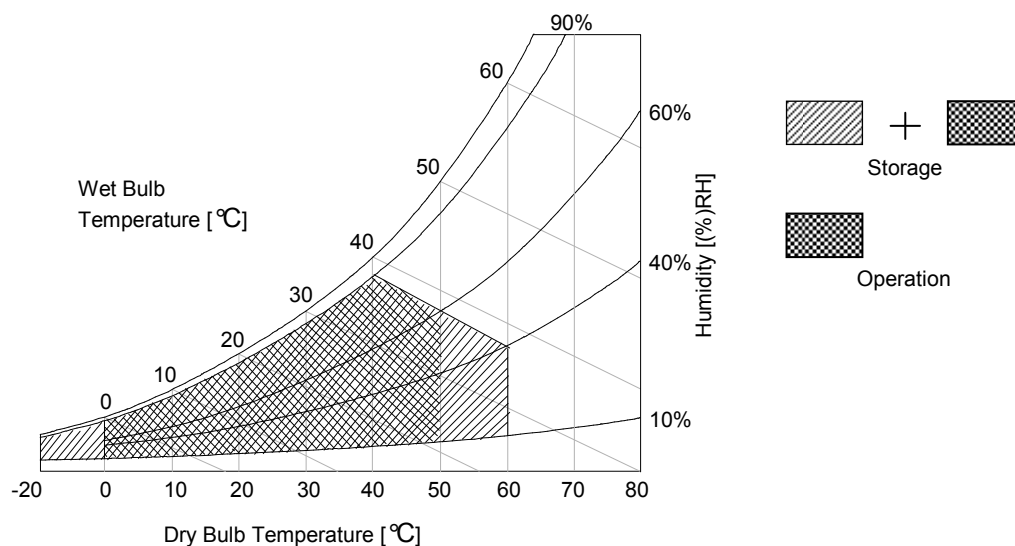 90%
60
60%
50
Wet Bulb
Temperature [ ℃]
40
40%
30
20
10
0
10%
Humidity [(%)RH]
-20 0 10 20 30 40 50 60 70 80
Dry Bulb Temperature [ ℃]
+
Storage
Operation